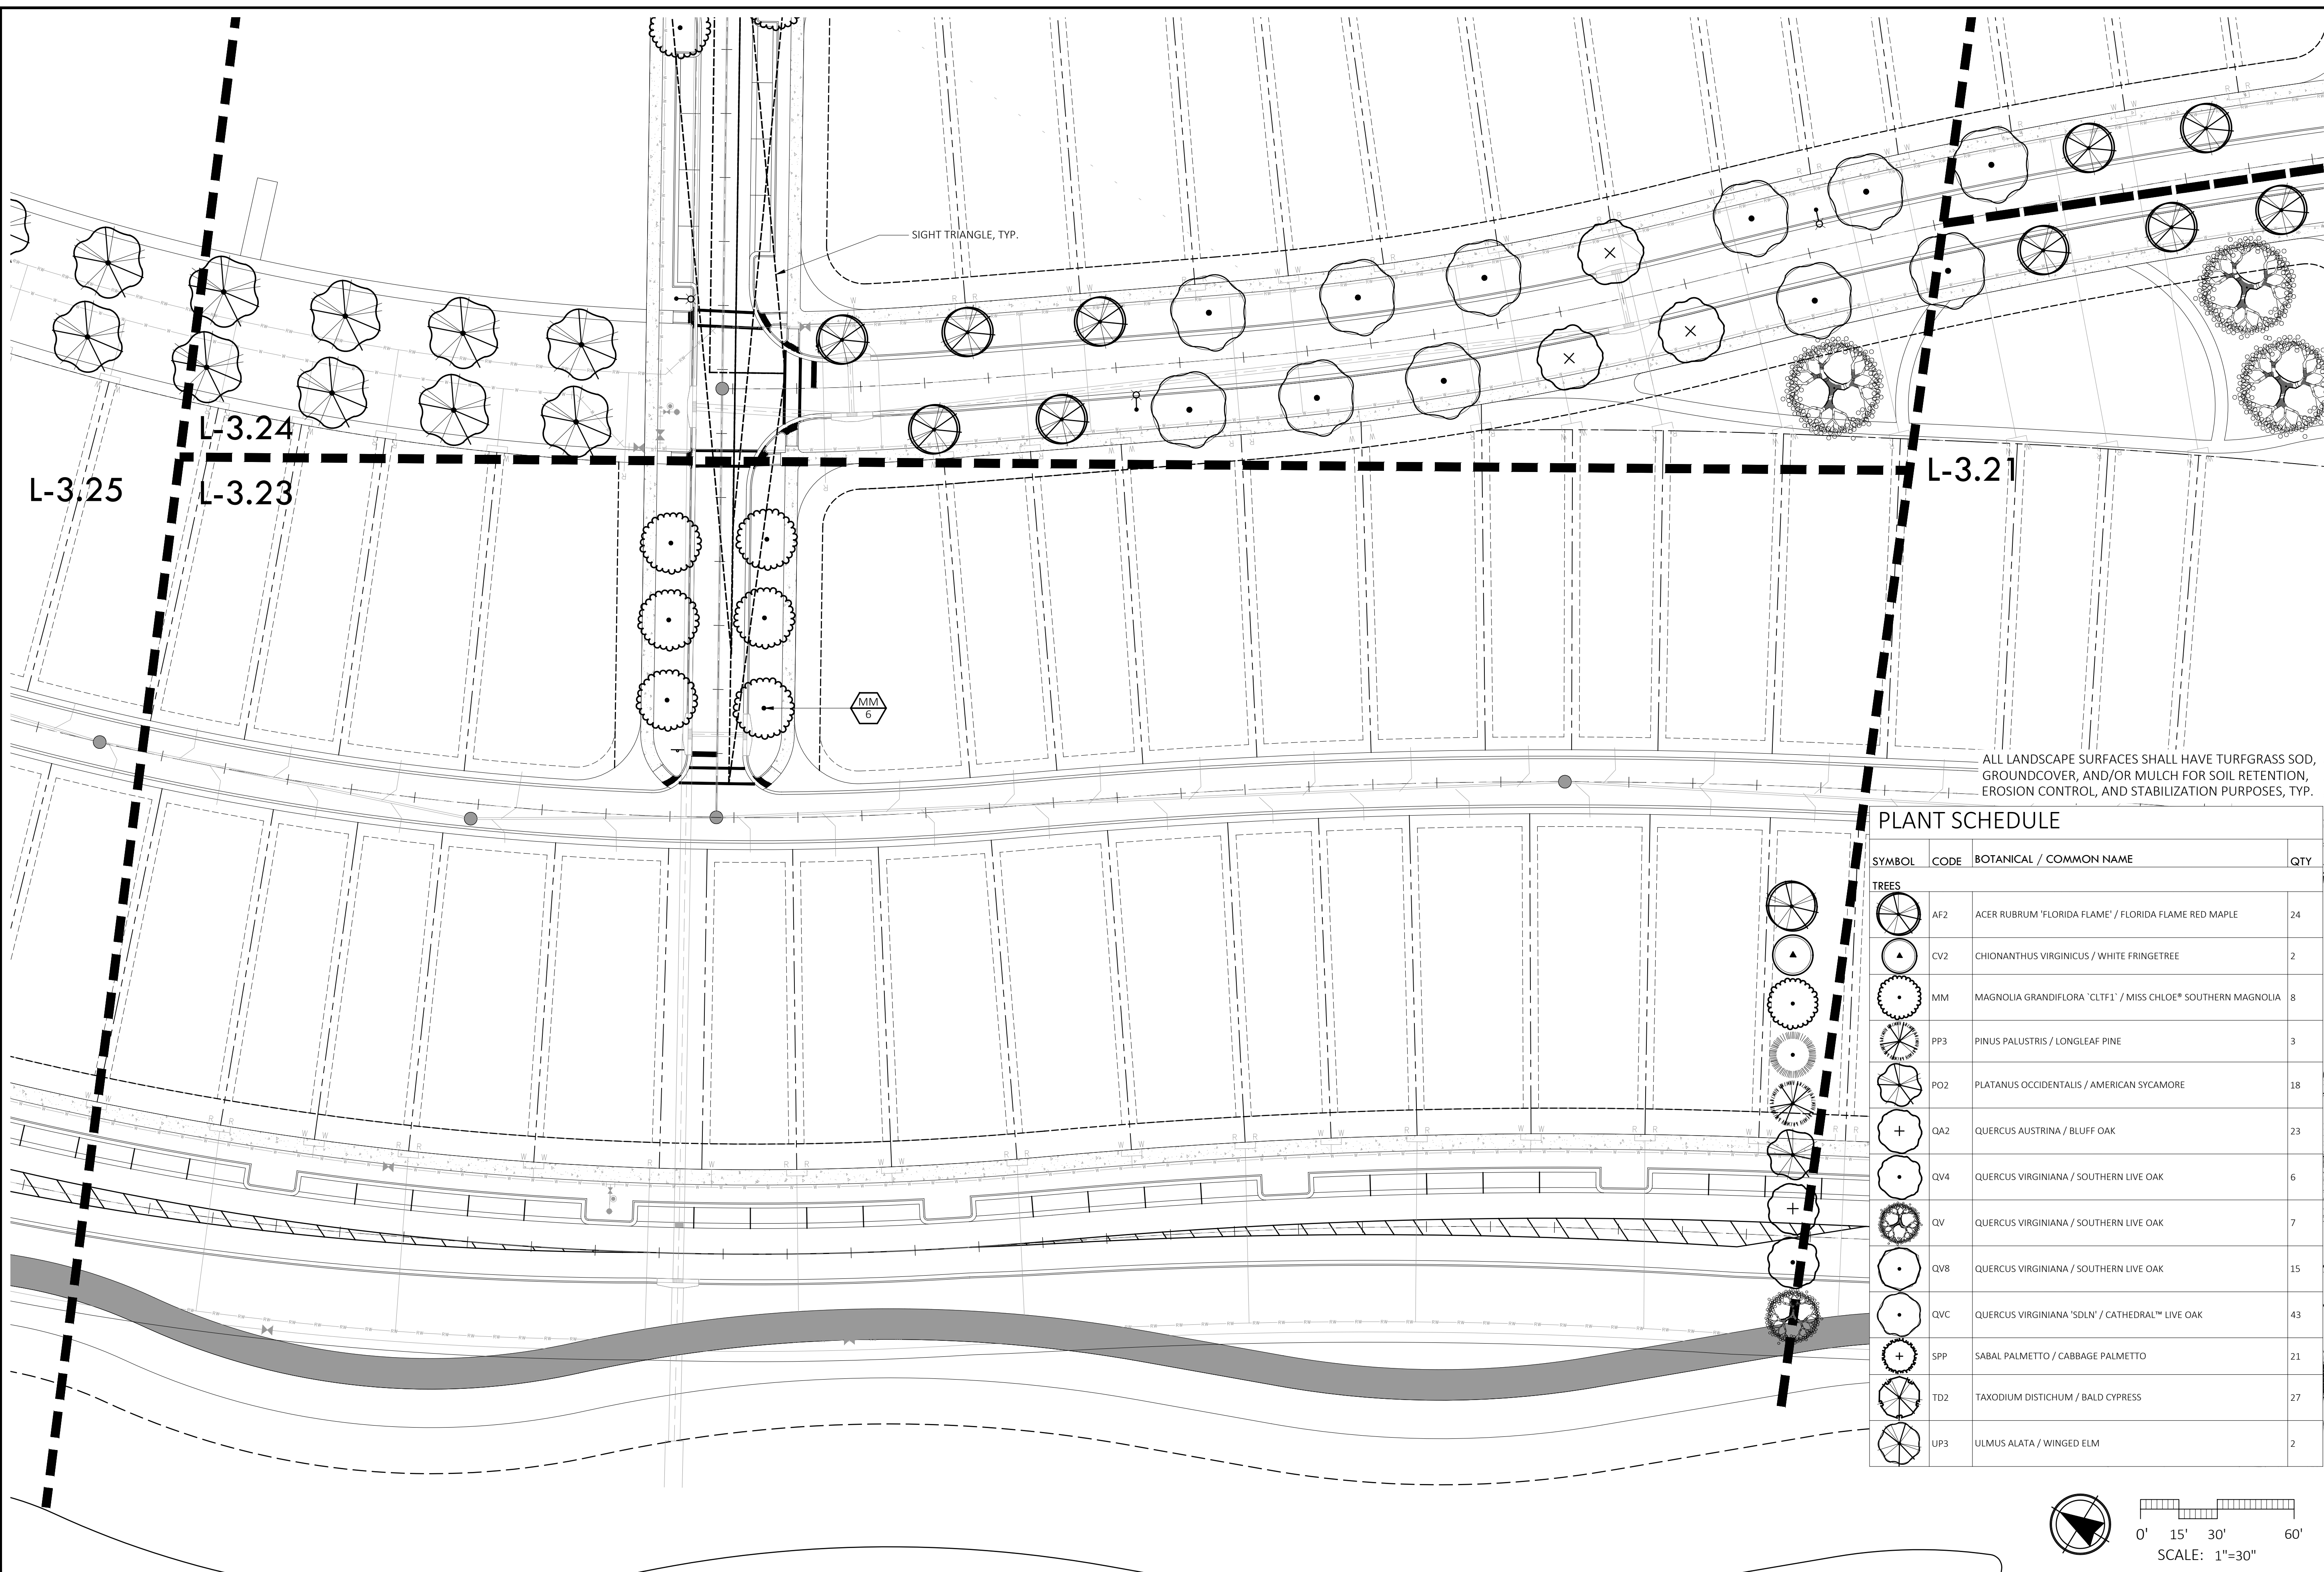 SIGHT TRIANGLE, TYP.
L-3.24
L-3.25
L-3.23
L-3.21
MM
6
ALL LANDSCAPE SURFACES SHALL HAVE TURFGRASS SOD,
GROUNDCOVER, AND/OR MULCH FOR SOIL RETENTION,
EROSION CONTROL, AND STABILIZATION PURPOSES, TYP.
PLANT SCHEDULE
SYMBOL CODE BOTANICAL / COMMON NAME QTY
TREES
AF2 ACER RUBRUM 'FLORIDA FLAME' / FLORIDA FLAME RED MAPLE 24
CV2 CHIONANTHUS VIRGINICUS / WHITE FRINGETREE 2
MM MAGNOLIA GRANDIFLORA `CLTF1` / MISS CHLOE® SOUTHERN MAGNOLIA 8
PP3 PINUS PALUSTRIS / LONGLEAF PINE 3
PO2 PLATANUS OCCIDENTALIS / AMERICAN SYCAMORE 18
QA2 QUERCUS AUSTRINA / BLUFF OAK 23
QV4 QUERCUS VIRGINIANA / SOUTHERN LIVE OAK 6
QV QUERCUS VIRGINIANA / SOUTHERN LIVE OAK 7
QV8 QUERCUS VIRGINIANA / SOUTHERN LIVE OAK 15
QVC QUERCUS VIRGINIANA 'SDLN' / CATHEDRAL™ LIVE OAK 43
SPP SABAL PALMETTO / CABBAGE PALMETTO 21
TD2 TAXODIUM DISTICHUM / BALD CYPRESS 27
UP3 ULMUS ALATA / WINGED ELM 2
0' 15' 30' 60'
SCALE: 1"=30"